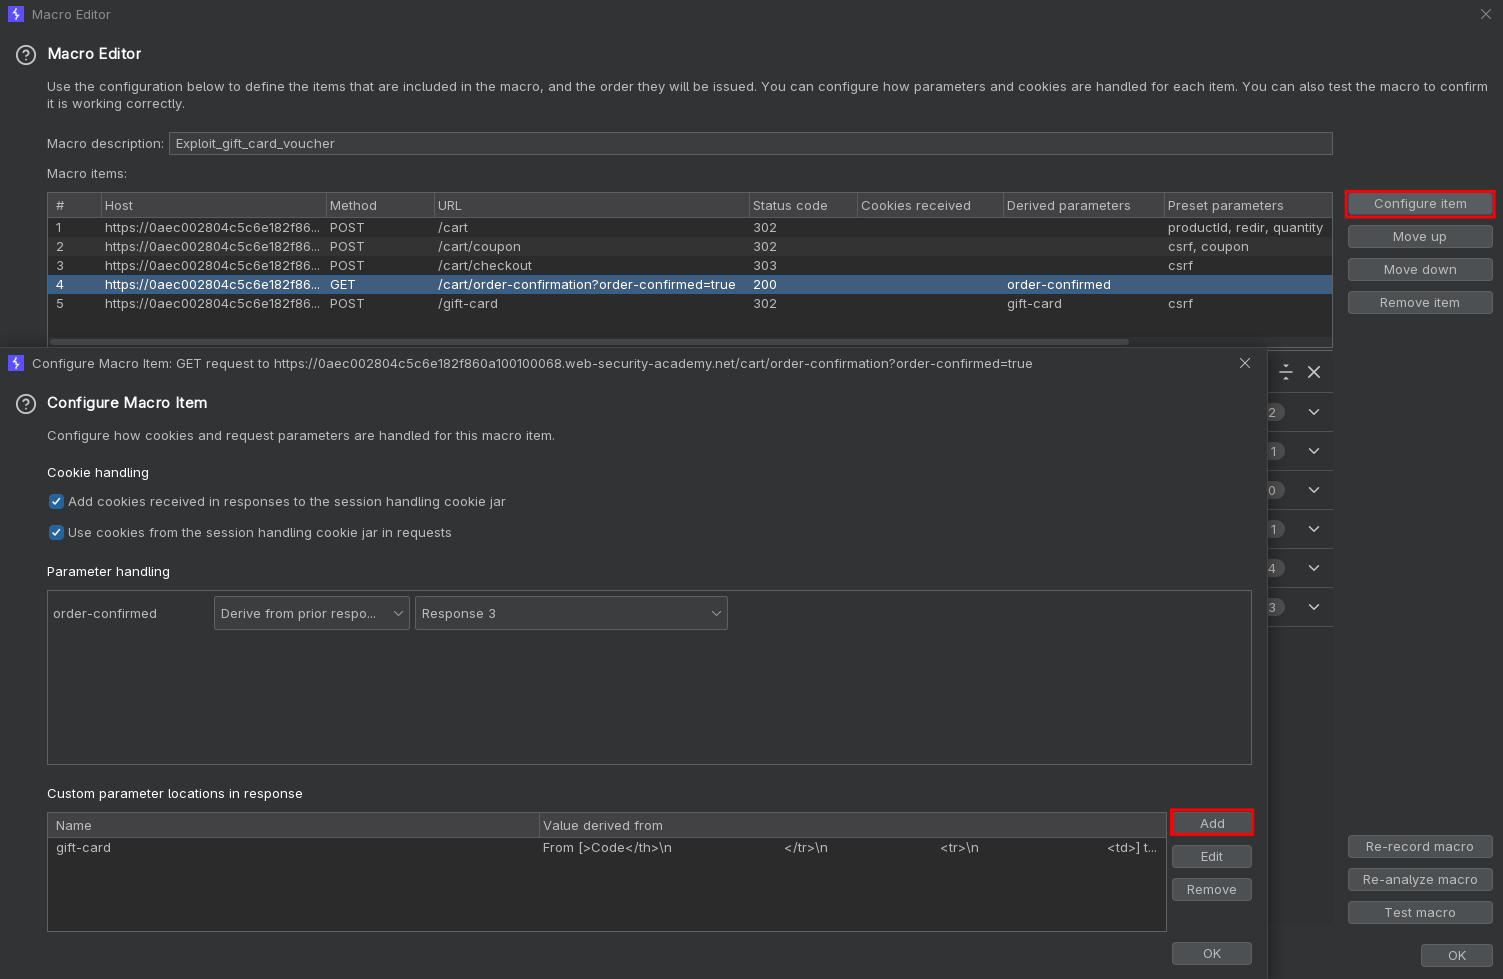 Macro Editor
Macro Editor
Use the configuration below to define the items that are included in the macro, and the order they will be issued. You can configure how parameters and cookies are handled for each item. You can also test the macro to confirm
it is working correctly.
Macro description: Exploit_gift_card_voucher
Macro items:
# Host Method URL Status code Cookies received Derived parameters Preset parameters
Configure item
1 https://0aec002804c5c6e182f86... POST /cart 302 productId, redir, quantity
Move up
2 https://0aec002804c5c6e182f86... POST /cart/coupon 302 csrf, coupon
3 https://0aec002804c5c6e182f86... POST /cart/checkout 303 csrf
Move down
4 https://0aec002804c5c6e182f86... GET /cart/order-confirmation?order-confirmed=true 200 order-confirmed
5 https://0aec002804c5c6e182f86... POST /gift-card 302 gift-card csrf
Remove item
Configure Macro Item: GET request to https://0aec002804c5c6e182f860a100100068.web-security-academy.net/cart/order-confirmation?order-confirmed=true
Configure Macro Item
2
Configure how cookies and request parameters are handled for this macro item.
1
Cookie handling
0
Add cookies received in responses to the session handling cookie jar
1
Use cookies from the session handling cookie jar in requests
4
Parameter handling
3
order-confirmed Derive from prior respo... Response 3
Custom parameter locations in response
Name Value derived from
Add
gift-card From [>Code</th>\n </tr>\n <tr>\n <td>] t...
Edit
Remove
OK
Re-record macro
Re-analyze macro
Test macro
OK